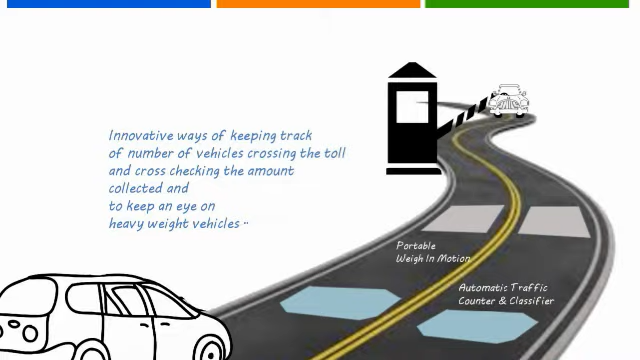 Innovative ways of keeping track
of number of vehicles crossing the toll
and cross checking the amount
collected and
to keep an eye on
heavy weight vehicles ..
Portable
Weigh In Motion
Automatic Traffic
Counter & Classifier